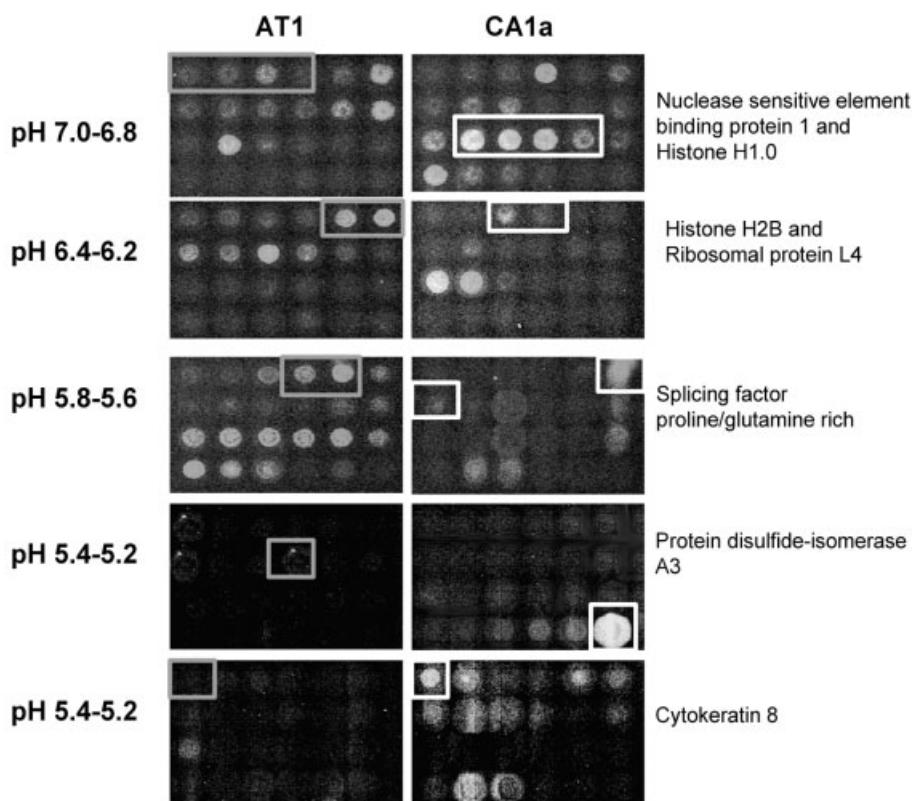 AT1 CA1a
pH 7.0-6.8
Nuclease sensitive element
binding protein 1 and
Histone H1.0
pH 6.4-6.2
Histone H2B and
Ribosomal protein L4
pH 5.8-5.6
Splicing factor
proline/glutamine rich
pH 5.4-5.2
Protein disulfide-isomerase
A3
pH 5.4-5.2
Cytokeratin 8